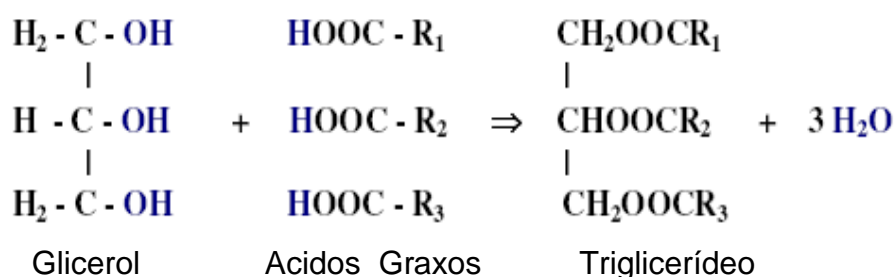 H₂ - C - OH HOOC - R₁ CH₂OOCR₁
| |
H - C - OH + HOOC - R₂ ⇒ CHOOCR₂ + 3 H₂O
| |
H₂ - C - OH HOOC - R₃ CH₂OOCR₃
Glicerol Acidos Graxos Triglicerídeo